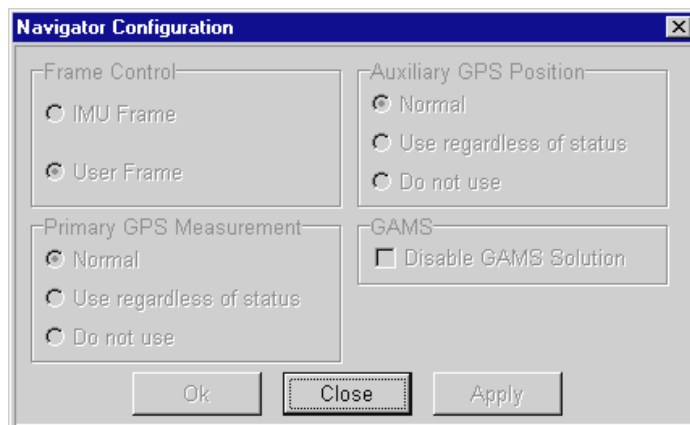 Navigator Configuration
Frame Control
IMU Frame
User Frame
Auxiliary GPS Position
Normal
Use regardless of status
Do not use
Primary GPS Measurement
Normal
Use regardless of status
Do not use
GAMS
Disable GAMS Solution
Ok
Close
Apply